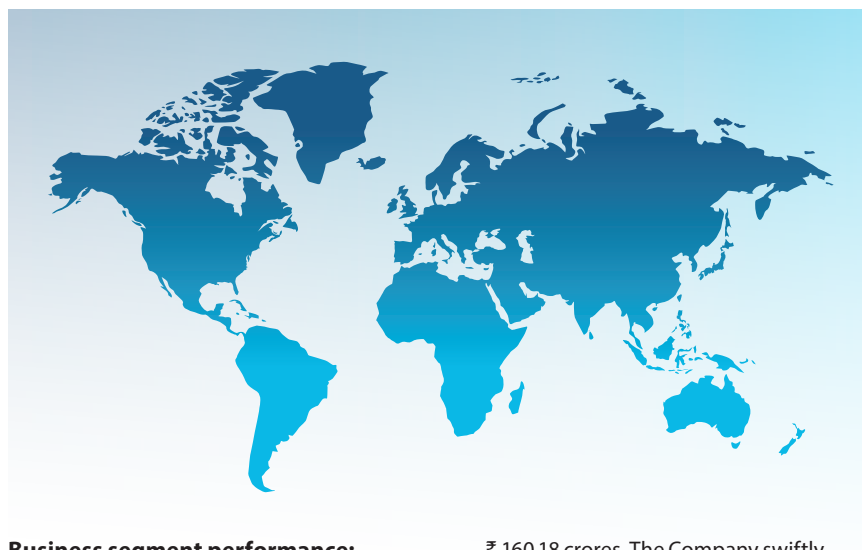 Business segment performance:
₹ 160.18 crores. The Company swiftly